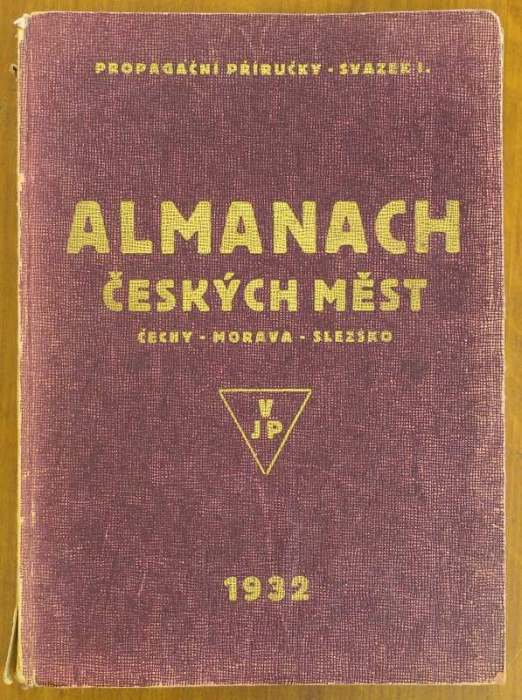 PROPAGAČNÍ PŘÍRUČKY · SVAZEK I.
ALMANACH
ČESKÝCH MĚST
ČECHY · MORAVA · SLEZSKO
V
JP
1932